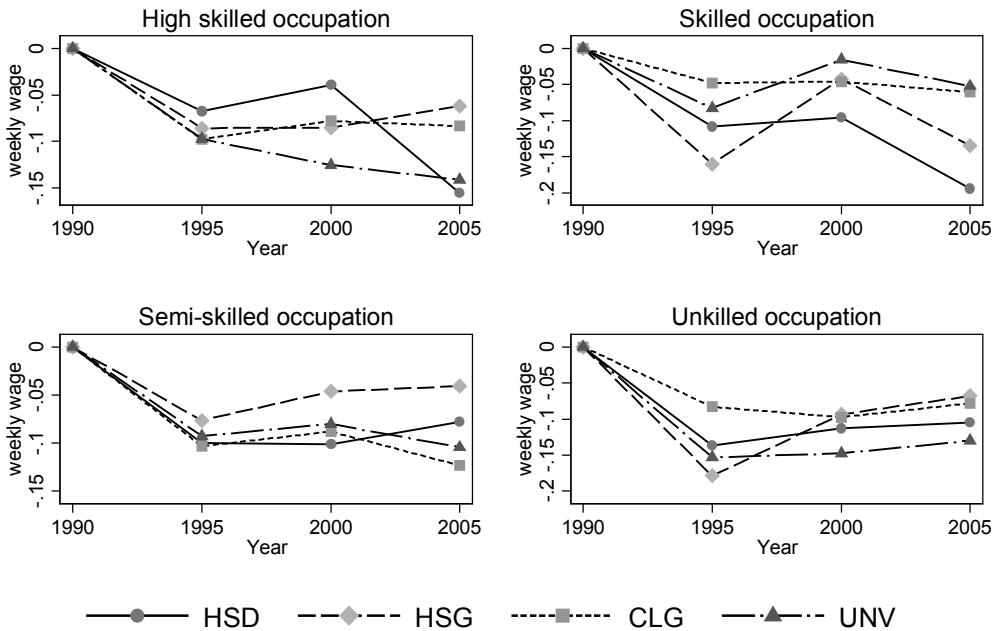 High skilled occupation
weekly wage
0
-.05
-.1
-.15
1990 1995 2000 2005
Year
Skilled occupation
weekly wage
0
-.05
-.1
-.15
-.2
1990 1995 2000 2005
Year
Semi-skilled occupation
weekly wage
0
-.05
-.1
-.15
1990 1995 2000 2005
Year
Unkilled occupation
weekly wage
0
-.05
-.1
-.15
-.2
1990 1995 2000 2005
Year
HSD HSG CLG UNV